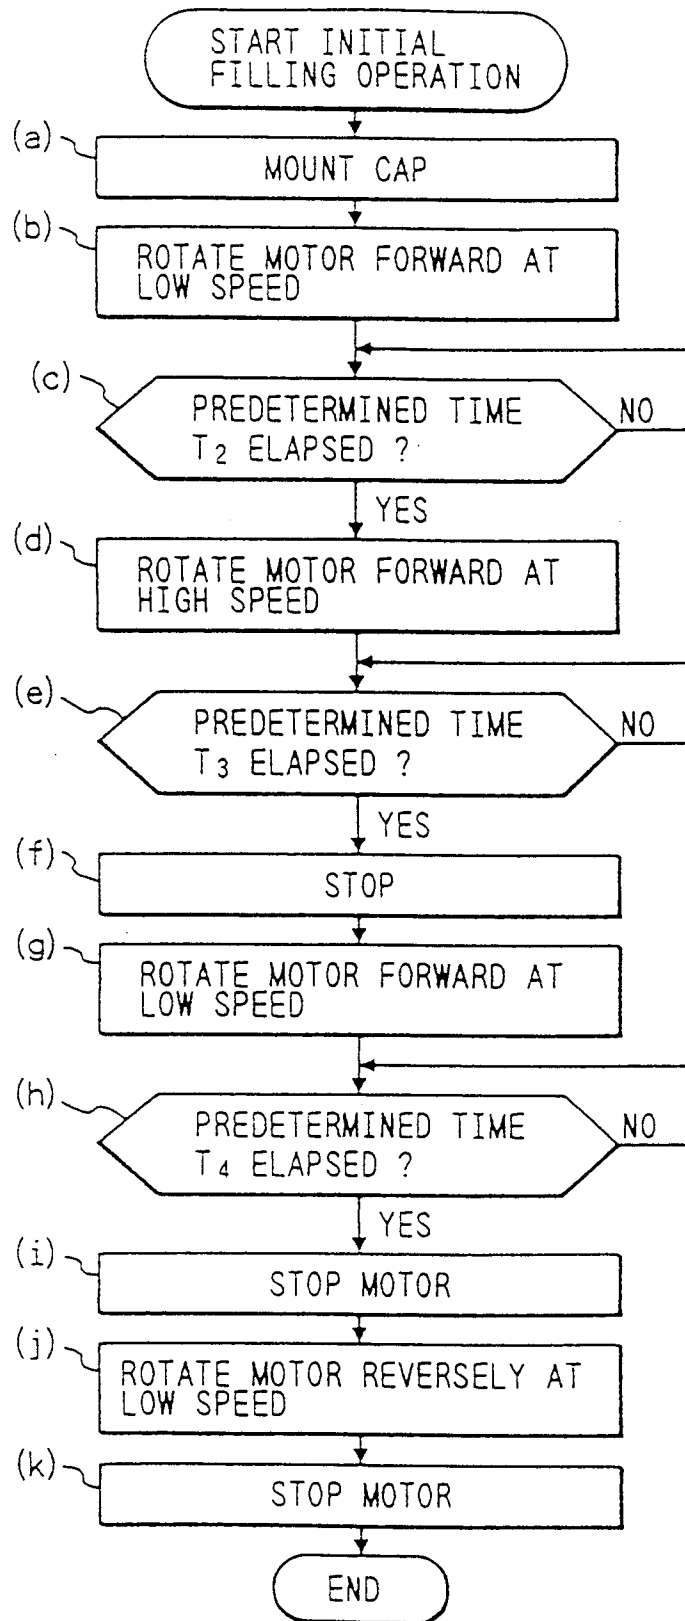 START INITIAL
FILLING OPERATION
(a)
MOUNT CAP
(b)
ROTATE MOTOR FORWARD AT
LOW SPEED
(c)
PREDETERMINED TIME
T2 ELAPSED ?
NO
YES
(d)
ROTATE MOTOR FORWARD AT
HIGH SPEED
(e)
PREDETERMINED TIME
T3 ELAPSED ?
NO
YES
(f)
STOP
(g)
ROTATE MOTOR FORWARD AT
LOW SPEED
(h)
PREDETERMINED TIME
T4 ELAPSED ?
NO
YES
(i)
STOP MOTOR
(j)
ROTATE MOTOR REVERSELY AT
LOW SPEED
(k)
STOP MOTOR
END